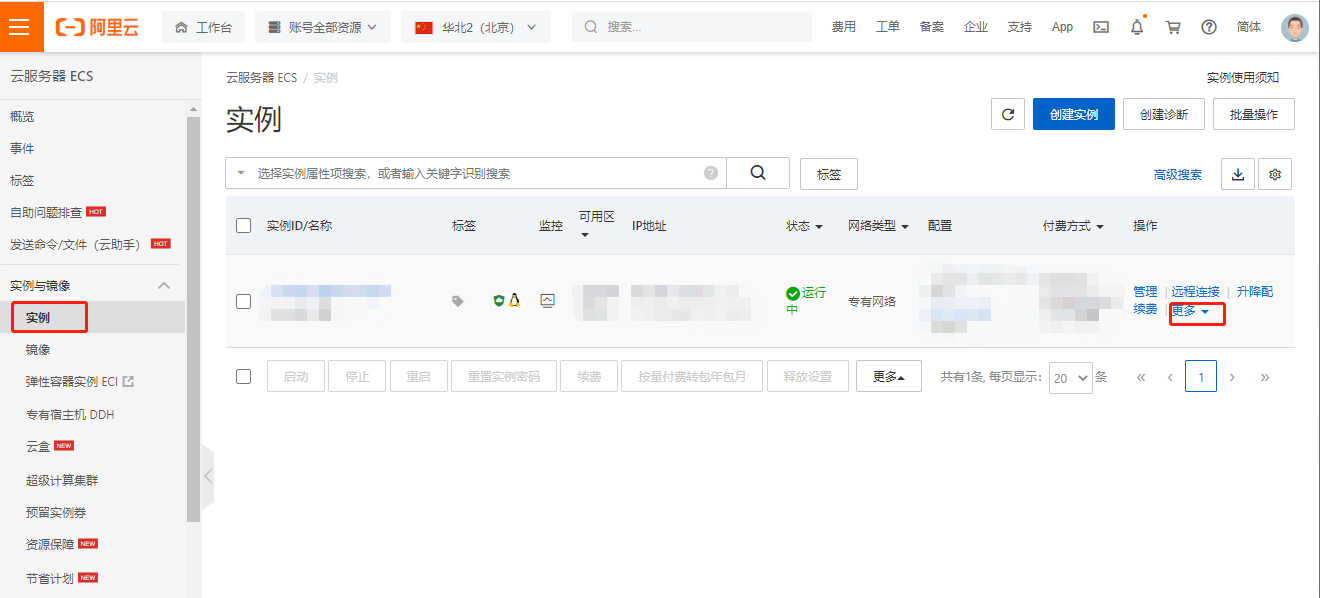 阿里云 工作台 账号全部资源 华北2（北京） 搜索... 费用 工单 备案 企业 支持 App 简体
云服务器 ECS
概览
事件
标签
自助问题排查 HOT
发送命令/文件（云助手） HOT
实例与镜像
实例
镜像
弹性容器实例 ECI
专有宿主机 DDH
云盒 NEW
超级计算集群
预留实例券
资源保障 NEW
节省计划 NEW
云服务器 ECS / 实例 实例使用须知
实例 创建实例 创建诊断 批量操作
选择实例属性项搜索，或者输入关键字识别搜索 ? 标签 高级搜索
实例ID/名称 标签 监控 可用区 IP地址 状态 网络类型 配置 付费方式 操作
运行
中
专有网络
管理 | 远程连接 | 升降配
续费 | 更多
启动 停止 重启 重置实例密码 续费 按量付费转包年包月 释放设置 更多 共有1条, 每页显示: 20 条 « ‹ 1 › »